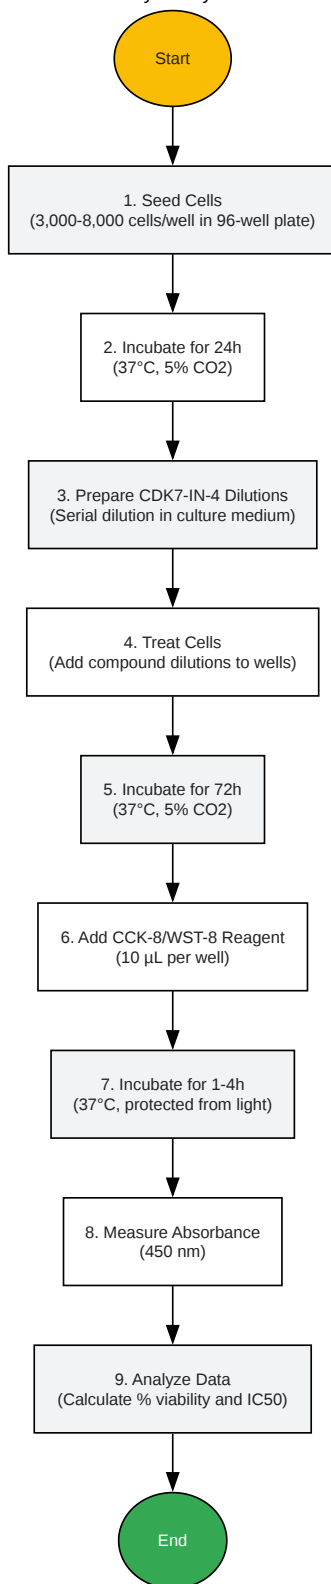 Start
1. Seed Cells
(3,000-8,000 cells/well in 96-well plate)
2. Incubate for 24h
(37°C, 5% CO2)
3. Prepare CDK7-IN-4 Dilutions
(Serial dilution in culture medium)
4. Treat Cells
(Add compound dilutions to wells)
5. Incubate for 72h
(37°C, 5% CO2)
6. Add CCK-8/WST-8 Reagent
(10 µL per well)
7. Incubate for 1-4h
(37°C, protected from light)
8. Measure Absorbance
(450 nm)
9. Analyze Data
(Calculate % viability and IC50)
End